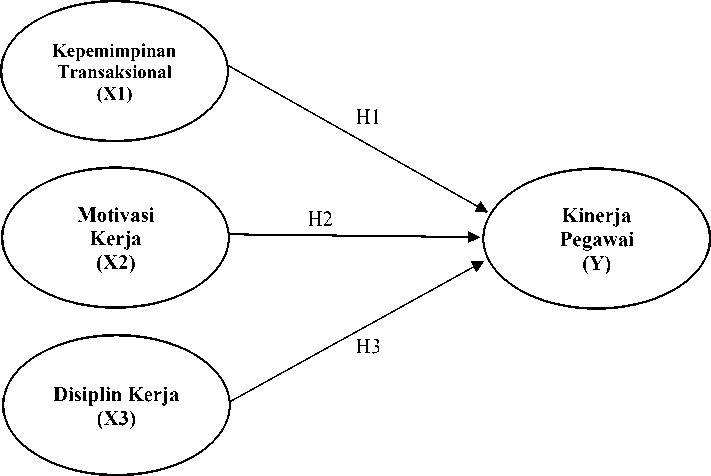 Kepemimpinan
Transaksional
(X1)
H1
Motivasi
Kerja
(X2)
H2
Kinerja
Pegawai
(Y)
H3
Disiplin Kerja
(X3)